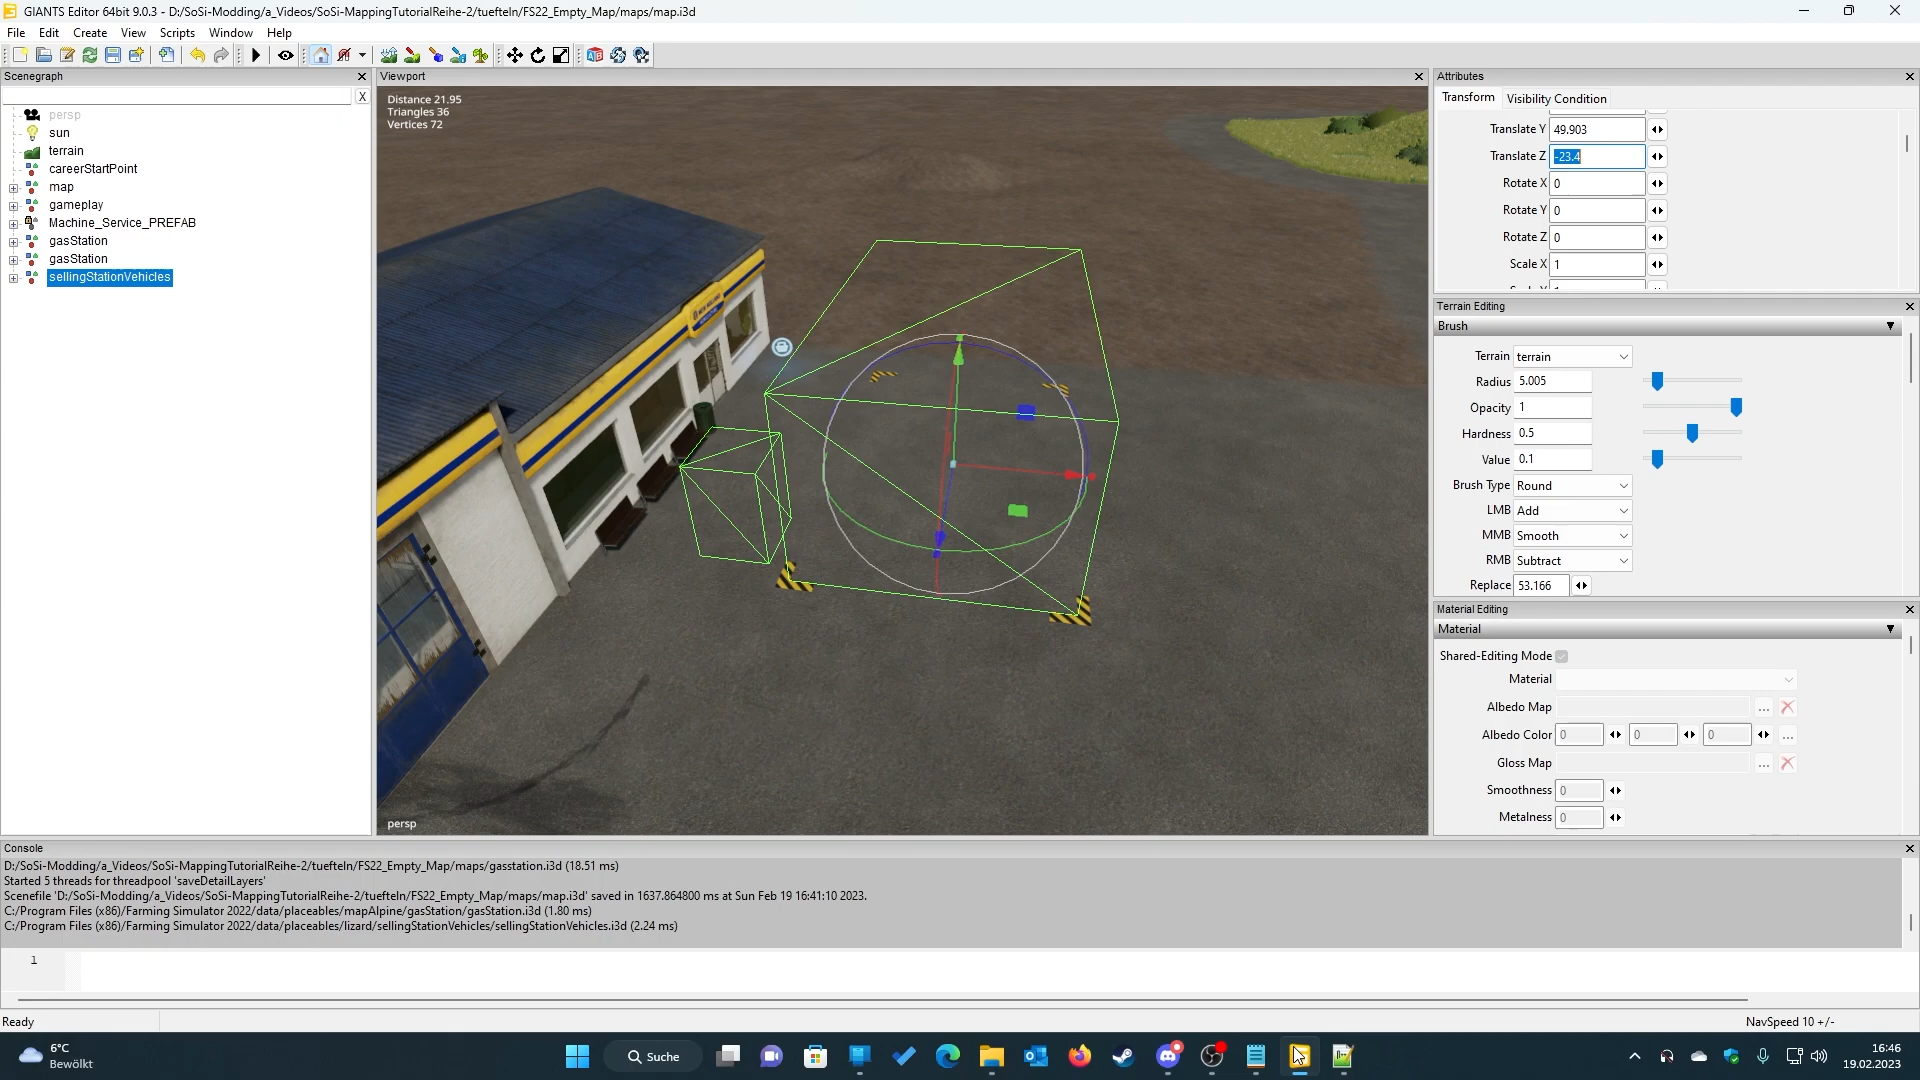 GIANTS Editor 64bit 9.0.3 - D:/SoSi-Modding/a_Videos/SoSi-MappingTutorialReihe-2/tuefteln/FS22_Empty_Map/maps/map.i3d
File Edit Create View Scripts Window Help
Scenegraph
X
persp
sun
terrain
careerStartPoint
map
gameplay
Machine_Service_PREFAB
gasStation
gasStation
sellingStationVehicles
Viewport
Distance 21.95
Triangles 36
Vertices 72
persp
Attributes
Transform Visibility Condition
Translate Y 49.903
Translate Z -23.4
Rotate X 0
Rotate Y 0
Rotate Z 0
Scale X 1
Terrain Editing
Brush
Terrain terrain
Radius 5.005
Opacity 1
Hardness 0.5
Value 0.1
Brush Type Round
LMB Add
MMB Smooth
RMB Subtract
Replace 53.166
Material Editing
Material
Shared-Editing Mode
Material
Albedo Map ...
Albedo Color 0 0 0 ...
Gloss Map ...
Smoothness 0
Metalness 0
Console
D:/SoSi-Modding/a_Videos/SoSi-MappingTutorialReihe-2/tuefteln/FS22_Empty_Map/maps/gasstation.i3d (18.51 ms)
Started 5 threads for threadpool 'saveDetailLayers'
Scenefile 'D:/SoSi-Modding/a_Videos/SoSi-MappingTutorialReihe-2/tuefteln/FS22_Empty_Map/maps/map.i3d' saved in 1637.864800 ms at Sun Feb 19 16:41:10 2023.
C:/Program Files (x86)/Farming Simulator 2022/data/placeables/mapAlpine/gasStation/gasStation.i3d (1.80 ms)
C:/Program Files (x86)/Farming Simulator 2022/data/placeables/lizard/sellingStationVehicles/sellingStationVehicles.i3d (2.24 ms)
1
Ready
NavSpeed 10 +/-
6°C
Bewölkt
Suche
16:46
19.02.2023